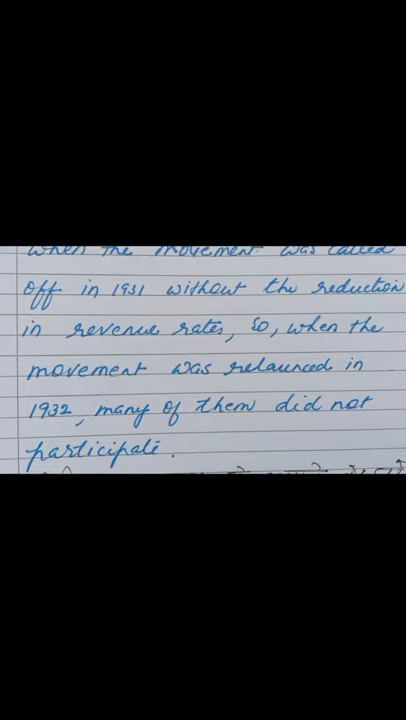 when the movement was called
off in 1931 without the reduction
in revenue rates, so, when the
movement was relaunced in
1932, many of them did not
participate.